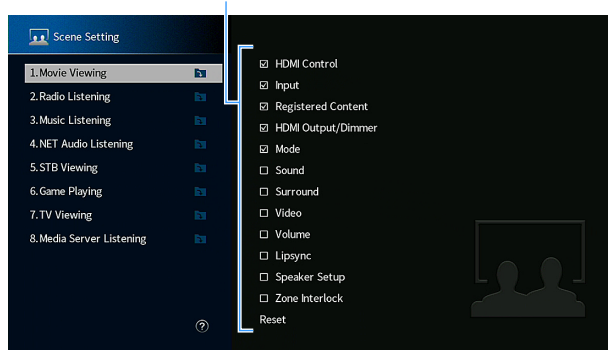 Scene Setting
1.Movie Viewing
2.Radio Listening
3.Music Listening
4.NET Audio Listening
5.STB Viewing
6.Game Playing
7.TV Viewing
8.Media Server Listening
?
HDMI Control
Input
Registered Content
HDMI Output/Dimmer
Mode
Sound
Surround
Video
Volume
Lipsync
Speaker Setup
Zone Interlock
Reset